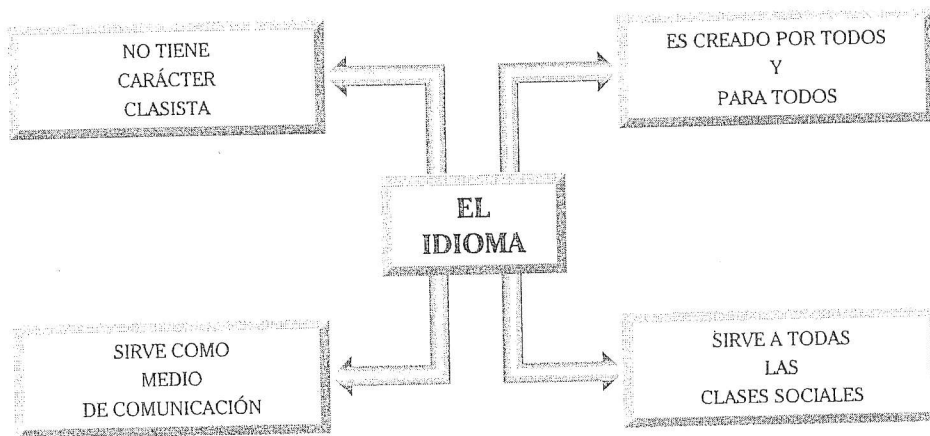 NO TIENE
CARÁCTER
CLASISTA
ES CREADO POR TODOS
Y
PARA TODOS
EL
IDIOMA
SIRVE COMO
MEDIO
DE COMUNICACIÓN
SIRVE A TODAS
LAS
CLASES SOCIALES